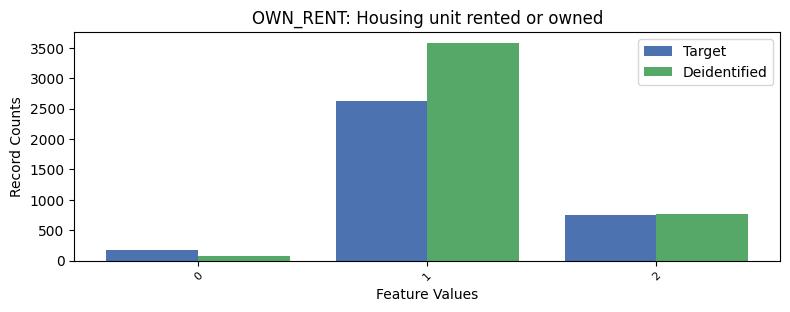 OWN_RENT: Housing unit rented or owned
Target
Deidentified
Record Counts
3500
3000
2500
2000
1500
1000
500
0
0
1
2
Feature Values